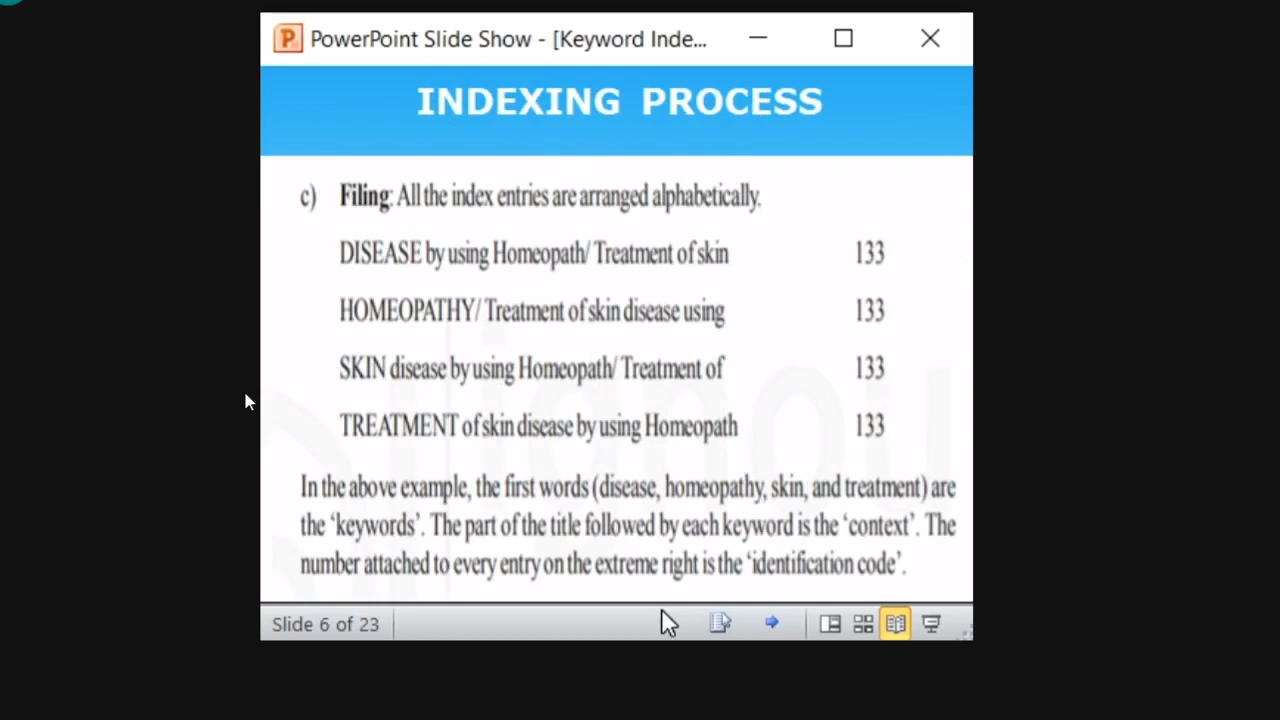 PowerPoint Slide Show - [Keyword Inde...
INDEXING PROCESS
c) Filing: All the index entries are arranged alphabetically.
DISEASE by using Homeopath/ Treatment of skin 133
HOMEOPATHY/ Treatment of skin disease using 133
SKIN disease by using Homeopath/ Treatment of 133
TREATMENT of skin disease by using Homeopath 133
In the above example, the first words (disease, homeopathy, skin, and treatment) are
the ‘keywords’. The part of the title followed by each keyword is the ‘context’. The
number attached to every entry on the extreme right is the ‘identification code’.
ignou
Slide 6 of 23